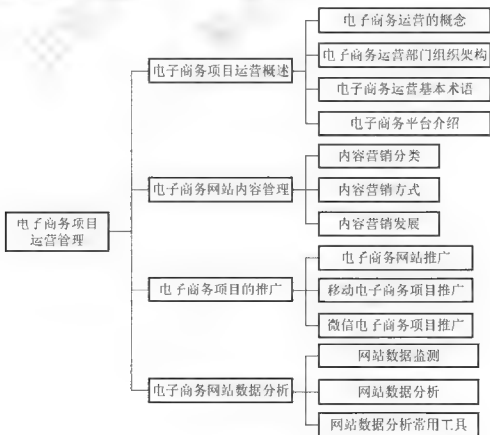 电子商务项目
运营管理
电子商务项目运营概述
电子商务运营的概念
电子商务运营部门组织架构
电子商务运营基本术语
电子商务平台介绍
电子商务网站内容管理
内容营销分类
内容营销方式
内容营销发展
电子商务项目的推广
电子商务网站推广
移动电子商务项目推广
微信电子商务项目推广
电子商务网站数据分析
网站数据监测
网站数据分析
网站数据分析常用工具